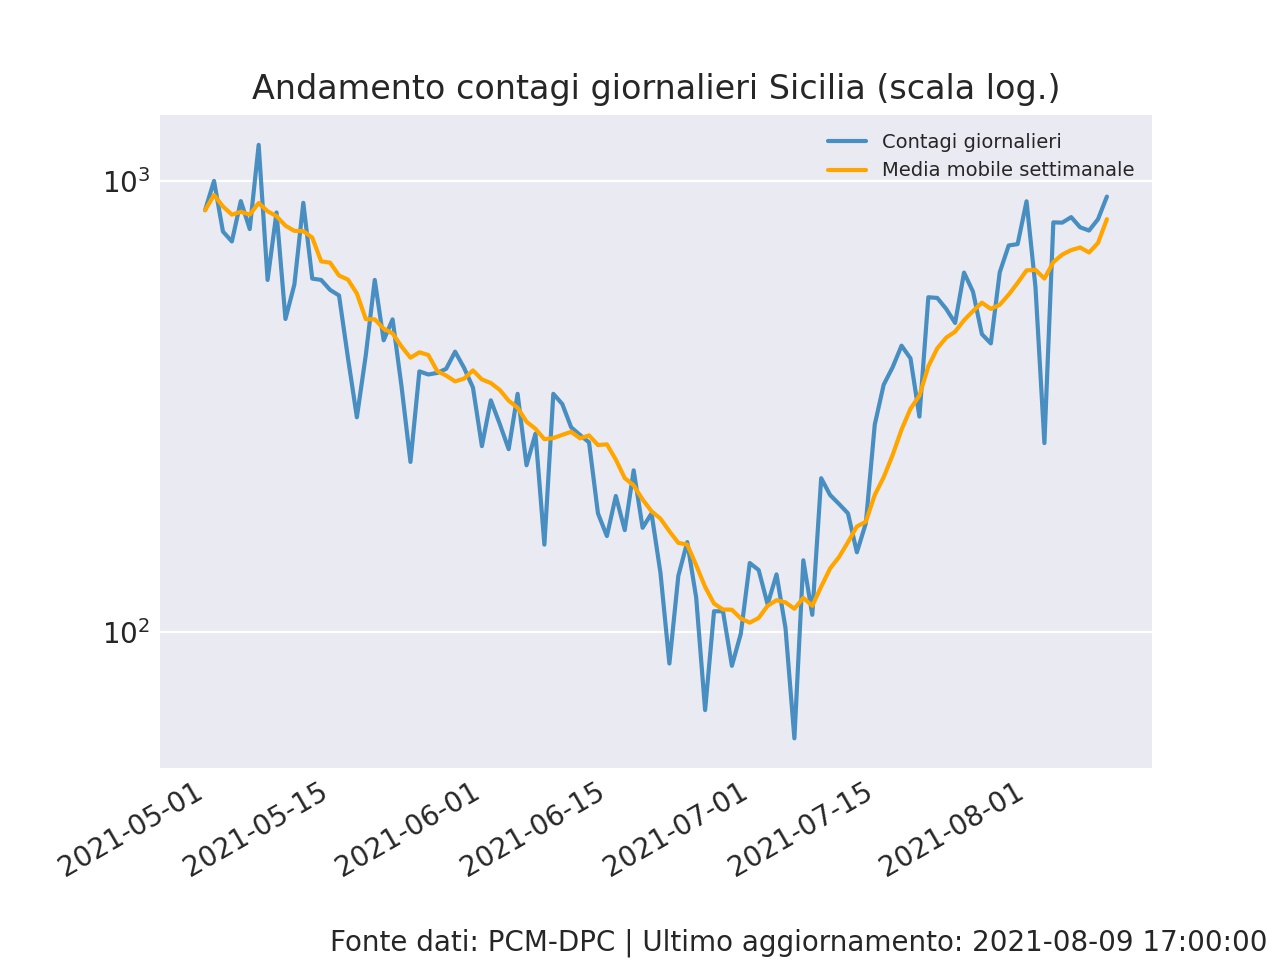 Andamento contagi giornalieri Sicilia (scala log.)
Contagi giornalieri
Media mobile settimanale
10³
10²
2021-05-01
2021-05-15
2021-06-01
2021-06-15
2021-07-01
2021-07-15
2021-08-01
Fonte dati: PCM-DPC | Ultimo aggiornamento: 2021-08-09 17:00:00